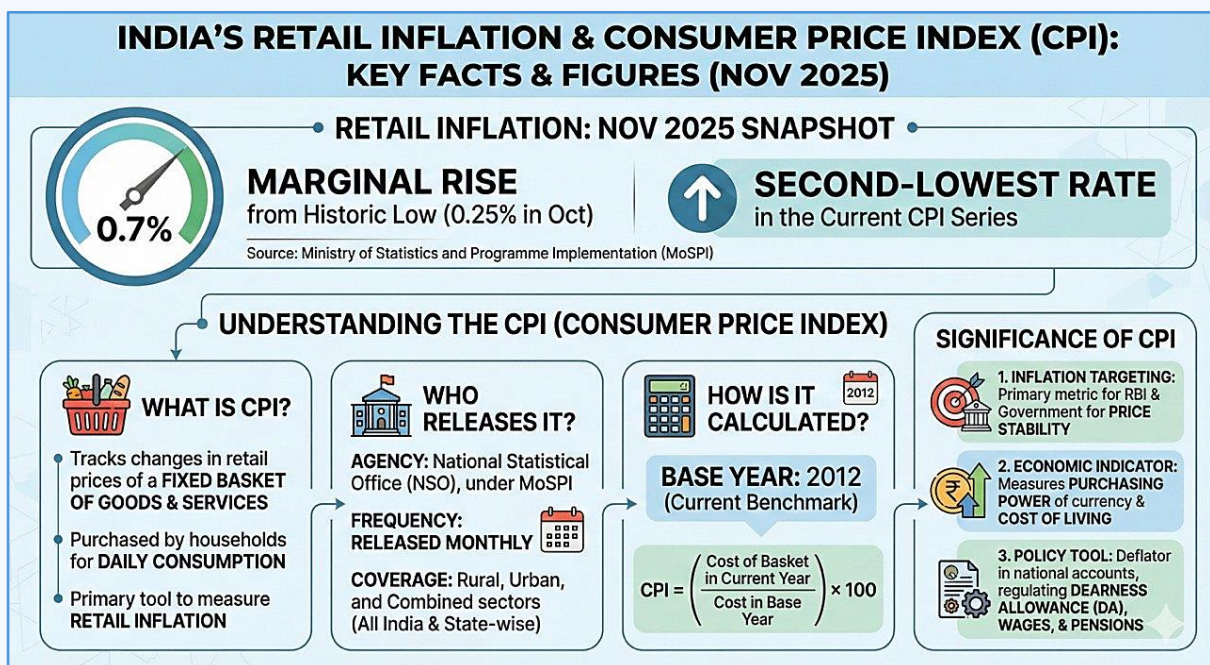 INDIA'S RETAIL INFLATION & CONSUMER PRICE INDEX (CPI):
KEY FACTS & FIGURES (NOV 2025)
RETAIL INFLATION: NOV 2025 SNAPSHOT
0.7%
MARGINAL RISE
from Historic Low (0.25% in Oct)
Source: Ministry of Statistics and Programme Implementation (MoSPI)
SECOND-LOWEST RATE
in the Current CPI Series
UNDERSTANDING THE CPI (CONSUMER PRICE INDEX)
WHAT IS CPI?
Tracks changes in retail
prices of a FIXED BASKET
OF GOODS & SERVICES
Purchased by households
for DAILY CONSUMPTION
Primary tool to measure
RETAIL INFLATION
WHO
RELEASES IT?
AGENCY: National Statistical
Office (NSO), under MoSPI
FREQUENCY:
RELEASED MONTHLY
COVERAGE: Rural, Urban,
and Combined sectors
(All India & State-wise)
HOW IS IT
CALCULATED?
2012
BASE YEAR: 2012
(Current Benchmark)
CPI = (Cost of Basket
in Current Year
Cost in Base
Year) × 100
SIGNIFICANCE OF CPI
1. INFLATION TARGETING:
Primary metric for RBI &
Government for PRICE
STABILITY
₹
2. ECONOMIC INDICATOR:
Measures PURCHASING
POWER of currency &
COST OF LIVING
3. POLICY TOOL: Deflator
in national accounts,
regulating DEARNESS
ALLOWANCE (DA),
WAGES, & PENSIONS